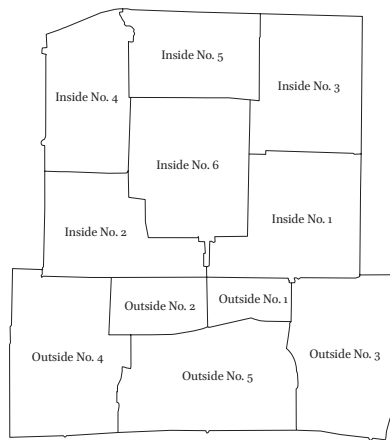 Inside No. 5
Inside No. 3
Inside No. 4
Inside No. 6
Inside No. 1
Inside No. 2
Outside No. 2
Outside No. 1
Outside No. 3
Outside No. 4
Outside No. 5